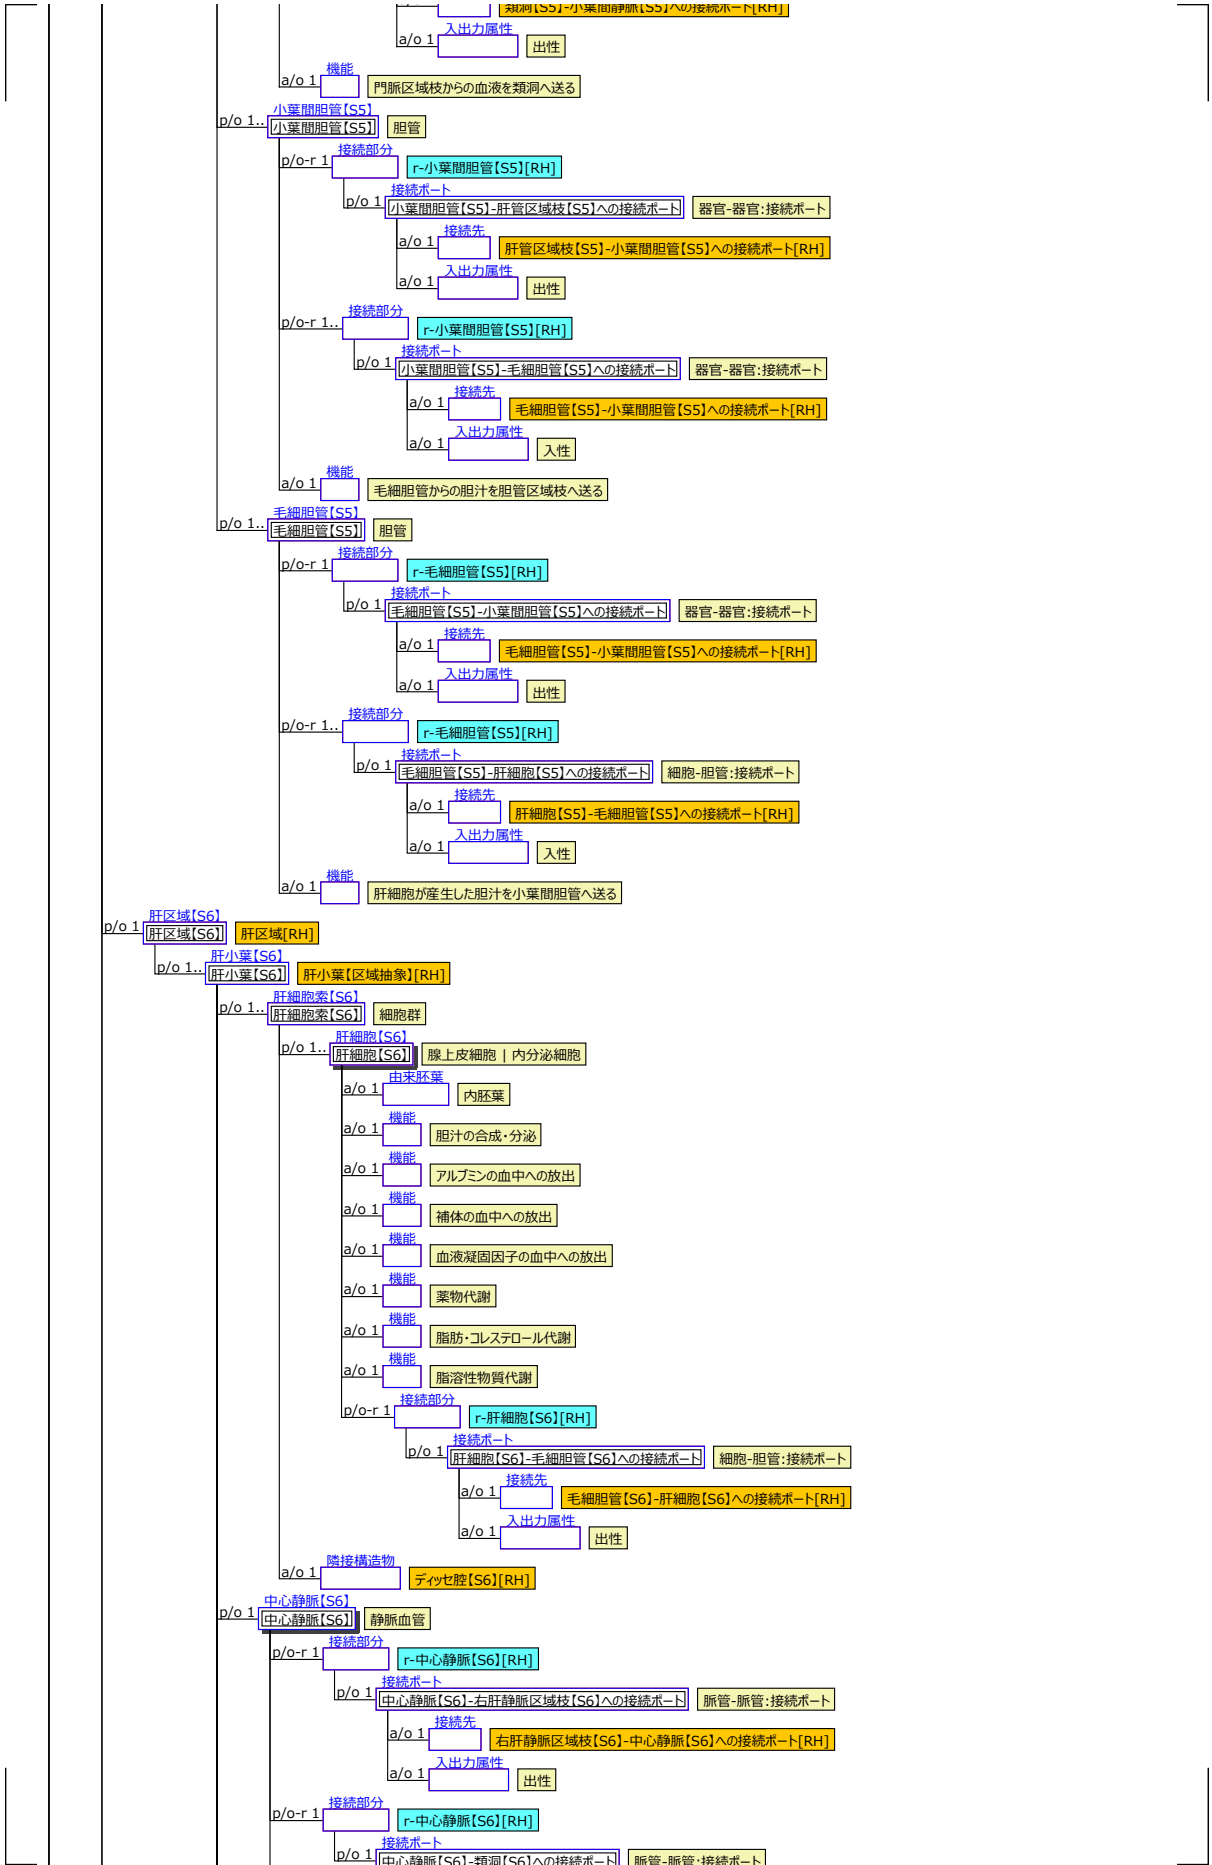 類洞【S5】-小葉間静脈【S5】への接続ポート[RH]
入出力属性
a/o 1 出性
機能
a/o 1 門脈区域枝からの血液を類洞へ送る
小葉間胆管【S5】
p/o 1.. 小葉間胆管【S5】 胆管
接続部分
p/o-r 1 r-小葉間胆管【S5】[RH]
接続ポート
p/o 1 小葉間胆管【S5】-肝管区域枝【S5】への接続ポート 器官-器官:接続ポート
接続先
a/o 1 肝管区域枝【S5】-小葉間胆管【S5】への接続ポート[RH]
入出力属性
a/o 1 出性
接続部分
p/o-r 1.. r-小葉間胆管【S5】[RH]
接続ポート
p/o 1 小葉間胆管【S5】-毛細胆管【S5】への接続ポート 器官-器官:接続ポート
接続先
a/o 1 毛細胆管【S5】-小葉間胆管【S5】への接続ポート[RH]
入出力属性
a/o 1 入性
機能
a/o 1 毛細胆管からの胆汁を胆管区域枝へ送る
毛細胆管【S5】
p/o 1.. 毛細胆管【S5】 胆管
接続部分
p/o-r 1 r-毛細胆管【S5】[RH]
接続ポート
p/o 1 毛細胆管【S5】-小葉間胆管【S5】への接続ポート 器官-器官:接続ポート
接続先
a/o 1 毛細胆管【S5】-小葉間胆管【S5】への接続ポート[RH]
入出力属性
a/o 1 出性
接続部分
p/o-r 1.. r-毛細胆管【S5】[RH]
接続ポート
p/o 1 毛細胆管【S5】-肝細胞【S5】への接続ポート 細胞-胆管:接続ポート
接続先
a/o 1 肝細胞【S5】-毛細胆管【S5】への接続ポート[RH]
入出力属性
a/o 1 入性
機能
a/o 1 肝細胞が産生した胆汁を小葉間胆管へ送る
肝区域【S6】
p/o 1 肝区域【S6】 肝区域[RH]
肝小葉【S6】
p/o 1.. 肝小葉【S6】 肝小葉【区域抽象】[RH]
肝細胞索【S6】
p/o 1.. 肝細胞索【S6】 細胞群
肝細胞【S6】
p/o 1.. 肝細胞【S6】 腺上皮細胞 | 内分泌細胞
由来胚葉
a/o 1 内胚葉
機能
a/o 1 胆汁の合成・分泌
機能
a/o 1 アルブミンの血中への放出
機能
a/o 1 補体の血中への放出
機能
a/o 1 血液凝固因子の血中への放出
機能
a/o 1 薬物代謝
機能
a/o 1 脂肪・コレステロール代謝
機能
a/o 1 脂溶性物質代謝
接続部分
p/o-r 1 r-肝細胞【S6】[RH]
接続ポート
p/o 1 肝細胞【S6】-毛細胆管【S6】への接続ポート 細胞-胆管:接続ポート
接続先
a/o 1 毛細胆管【S6】-肝細胞【S6】への接続ポート[RH]
入出力属性
a/o 1 出性
隣接構造物
a/o 1 ディッセ腔【S6】[RH]
中心静脈【S6】
p/o 1 中心静脈【S6】 静脈血管
接続部分
p/o-r 1 r-中心静脈【S6】[RH]
接続ポート
p/o 1 中心静脈【S6】-右肝静脈区域枝【S6】への接続ポート 脈管-脈管:接続ポート
接続先
a/o 1 右肝静脈区域枝【S6】-中心静脈【S6】への接続ポート[RH]
入出力属性
a/o 1 出性
接続部分
p/o-r 1 r-中心静脈【S6】[RH]
接続ポート
p/o 1 中心静脈【S6】-類洞【S6】への接続ポート 脈管-脈管:接続ポート